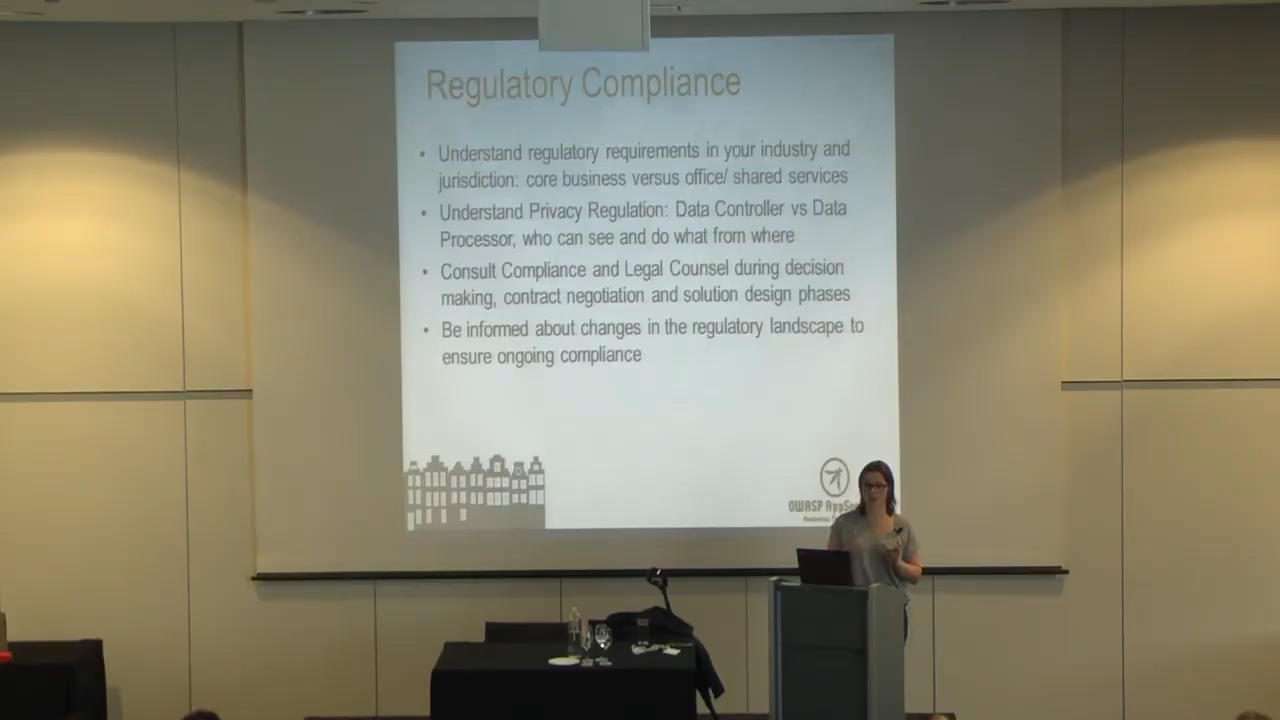 Regulatory Compliance
• Understand regulatory requirements in your industry and
jurisdiction: core business versus office/ shared services
• Understand Privacy Regulation: Data Controller vs Data
Processor, who can see and do what from where
• Consult Compliance and Legal Counsel during decision
making, contract negotiation and solution design phases
• Be informed about changes in the regulatory landscape to
ensure ongoing compliance
OWASP